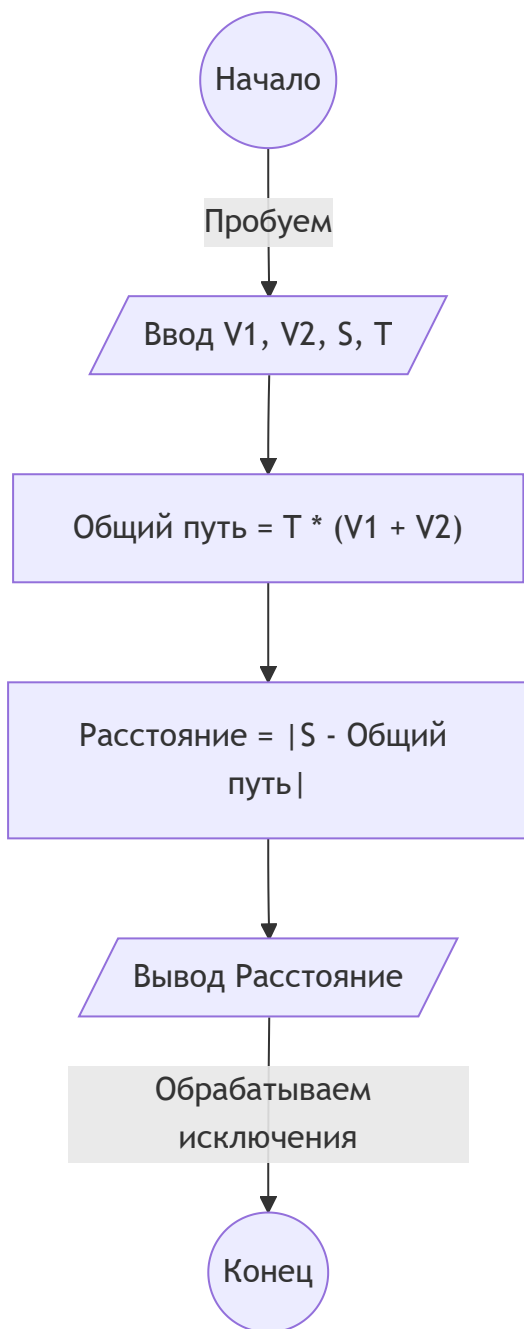 Начало
Пробуем
Ввод V1, V2, S, T
Общий путь = T * (V1 + V2)
Расстояние = |S - Общий
путь|
Вывод Расстояние
Обрабатываем
исключения
Конец